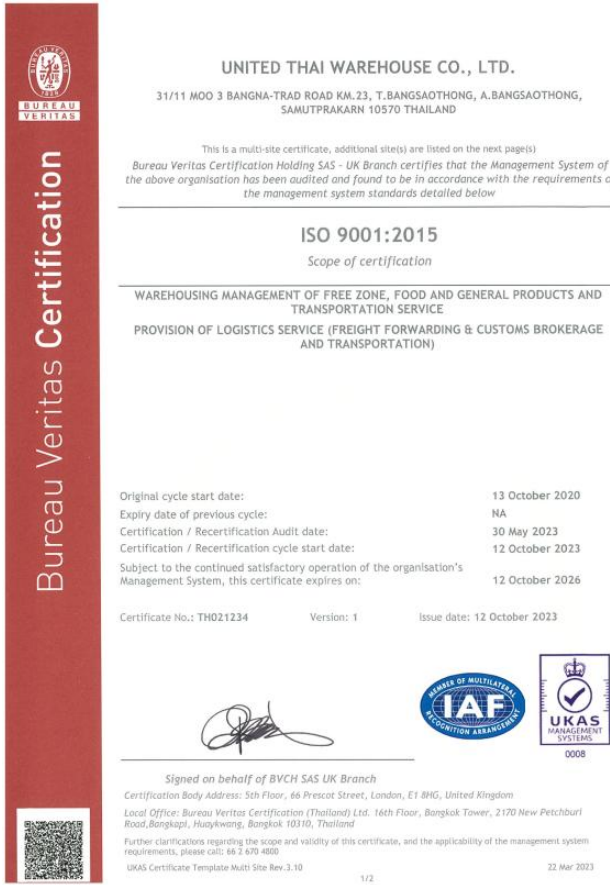 BUREAU VERITAS
1828
BUREAU
VERITAS
Bureau Veritas Certification
UNITED THAI WAREHOUSE CO., LTD.
31/11 MOO 3 BANGNA-TRAD ROAD KM.23, T.BANGSAOTHONG, A.BANGSAOTHONG,
SAMUTPRAKARN 10570 THAILAND
This is a multi-site certificate, additional site(s) are listed on the next page(s)
Bureau Veritas Certification Holding SAS – UK Branch certifies that the Management System of
the above organisation has been audited and found to be in accordance with the requirements o
the management system standards detailed below
ISO 9001:2015
Scope of certification
WAREHOUSING MANAGEMENT OF FREE ZONE, FOOD AND GENERAL PRODUCTS AND
TRANSPORTATION SERVICE
PROVISION OF LOGISTICS SERVICE (FREIGHT FORWARDING & CUSTOMS BROKERAGE
AND TRANSPORTATION)
Original cycle start date: 13 October 2020
Expiry date of previous cycle: NA
Certification / Recertification Audit date: 30 May 2023
Certification / Recertification cycle start date: 12 October 2023
Subject to the continued satisfactory operation of the organisation's
Management System, this certificate expires on: 12 October 2026
Certificate No.: TH021234 Version: 1 Issue date: 12 October 2023
MEMBER OF MULTILATERAL
IAF
RECOGNITION ARRANGEMENT
UKAS
MANAGEMENT
SYSTEMS
0008
Signed on behalf of BVCH SAS UK Branch
Certification Body Address: 5th Floor, 66 Prescot Street, London, E1 8HG, United Kingdom
Local Office: Bureau Veritas Certification (Thailand) Ltd. 16th Floor, Bangkok Tower, 2170 New Petchburi
Road,Bangkapi, Huaykwang, Bangkok 10310, Thailand
Further clarifications regarding the scope and validity of this certificate, and the applicability of the management system
requirements, please call: 66 2 670 4800
UKAS Certificate Template Multi Site Rev.3.10 22 Mar 2023
1/2